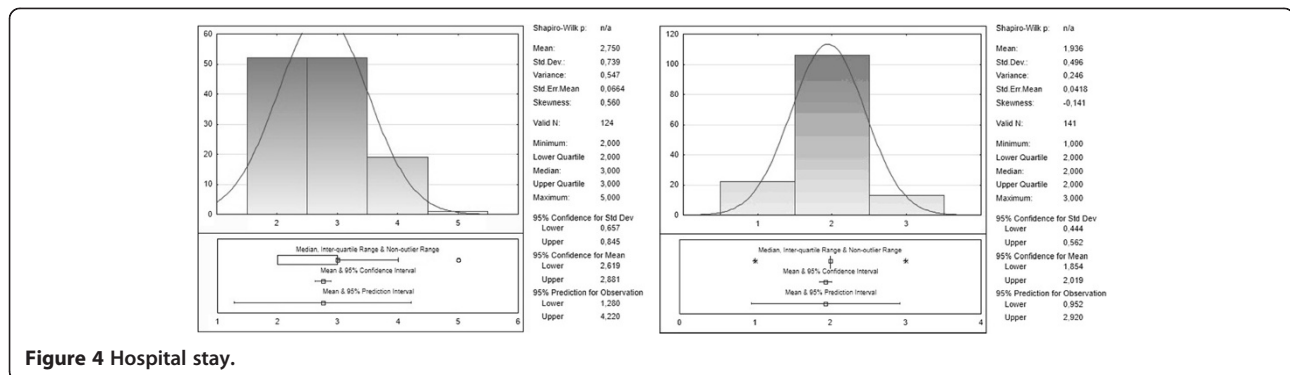 60
50
40
30
20
10
0
2 3 4 5
Median, Inter-quartile Range & Non-outlier Range
Mean & 95% Confidence Interval
Mean & 95% Prediction Interval
1 2 3 4 5 6
Shapiro-Wilk p: n/a
Mean: 2,750
Std.Dev.: 0,739
Variance: 0,547
Std.Err.Mean 0,0664
Skewness: 0,560
Valid N: 124
Minimum: 2,000
Lower Quartile 2,000
Median: 3,000
Upper Quartile 3,000
Maximum: 5,000
95% Confidence for Std Dev
Lower 0,657
Upper 0,845
95% Confidence for Mean
Lower 2,619
Upper 2,881
95% Prediction for Observation
Lower 1,280
Upper 4,220
120
100
80
60
40
20
0
1 2 3
Median, Inter-quartile Range & Non-outlier Range
Mean & 95% Confidence Interval
Mean & 95% Prediction Interval
0 1 2 3 4
Shapiro-Wilk p: n/a
Mean: 1,936
Std.Dev.: 0,496
Variance: 0,246
Std.Err.Mean 0,0418
Skewness: -0,141
Valid N: 141
Minimum: 1,000
Lower Quartile 2,000
Median: 2,000
Upper Quartile 2,000
Maximum: 3,000
95% Confidence for Std Dev
Lower 0,444
Upper 0,562
95% Confidence for Mean
Lower 1,854
Upper 2,019
95% Prediction for Observation
Lower 0,952
Upper 2,920
Figure 4 Hospital stay.